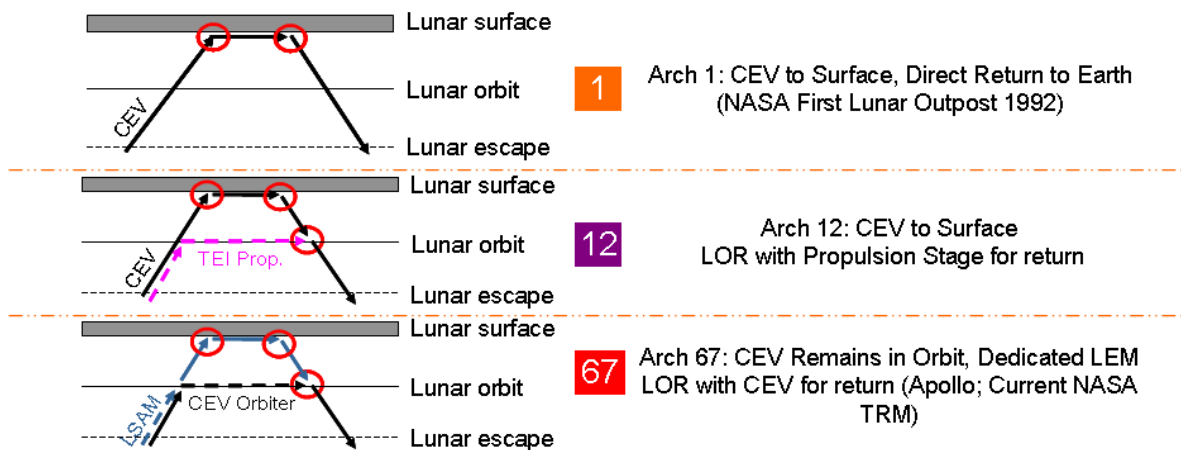 Lunar surface
Lunar orbit
Lunar escape
CEV
1
Arch 1: CEV to Surface, Direct Return to Earth
(NASA First Lunar Outpost 1992)
Lunar surface
Lunar orbit
Lunar escape
CEV
TEI Prop.
12
Arch 12: CEV to Surface
LOR with Propulsion Stage for return
Lunar surface
Lunar orbit
Lunar escape
LSAM
CEV Orbiter
67
Arch 67: CEV Remains in Orbit, Dedicated LEM
LOR with CEV for return (Apollo; Current NASA
TRM)